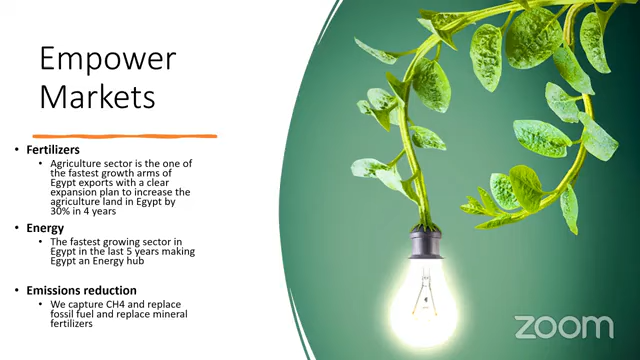 Empower
Markets
• Fertilizers
• Agriculture sector is the one of
the fastest growth arms of
Egypt exports with a clear
expansion plan to increase the
agriculture land in Egypt by
30% in 4 years
• Energy
• The fastest growing sector in
Egypt in the last 5 years making
Egypt an Energy hub
• Emissions reduction
• We capture CH4 and replace
fossil fuel and replace mineral
fertilizers
zoom